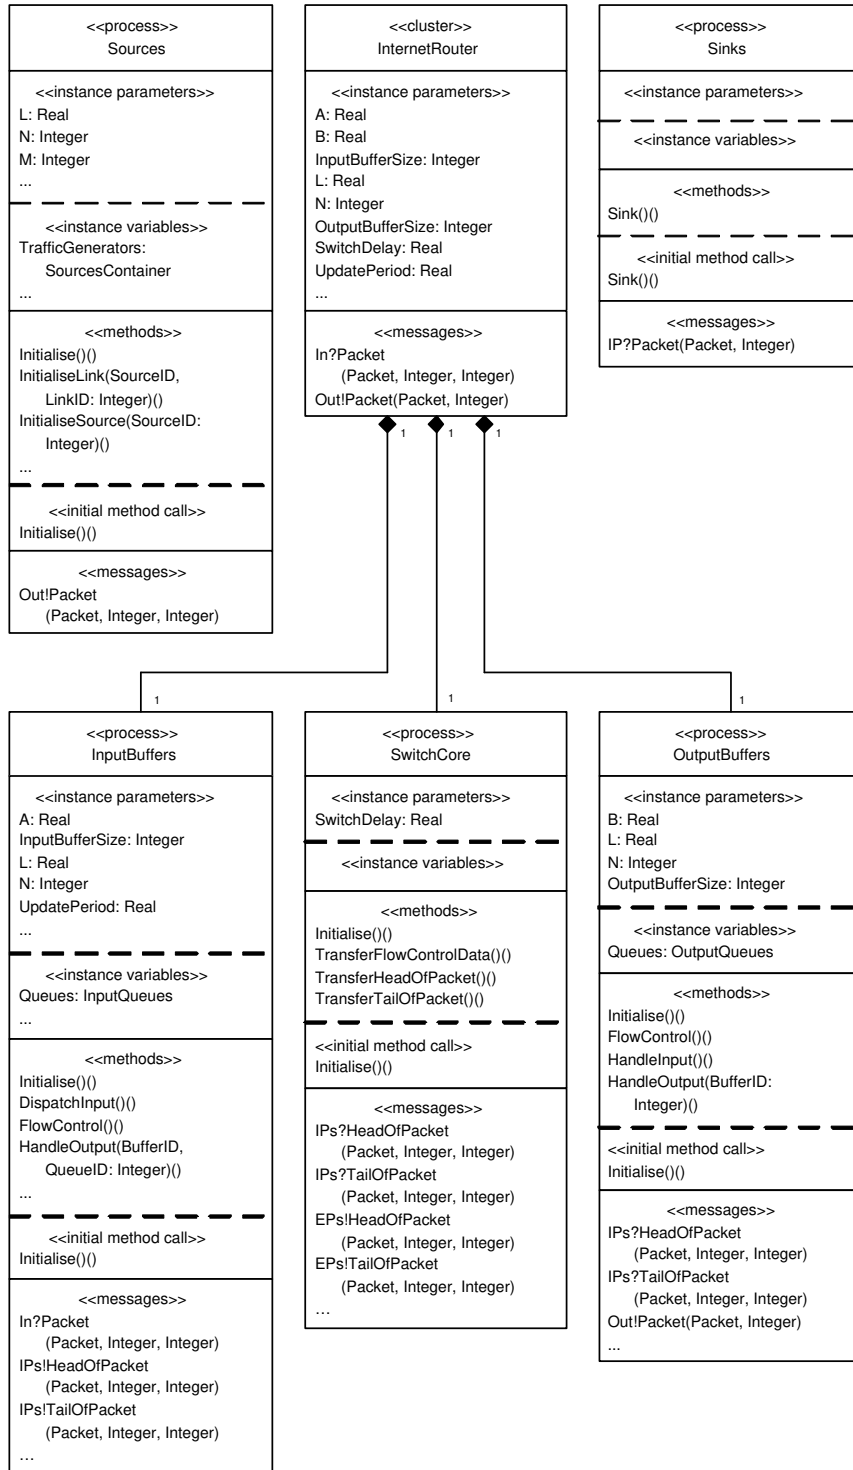 <<process>>
Sources
<<instance parameters>>
L: Real
N: Integer
M: Integer
...
<<instance variables>>
TrafficGenerators:
SourcesContainer
...
<<methods>>
Initialise()()
InitialiseLink(SourceID,
LinkID: Integer)()
InitialiseSource(SourceID:
Integer)()
...
<<initial method call>>
Initialise()()
<<messages>>
Out!Packet
(Packet, Integer, Integer)
<<cluster>>
InternetRouter
<<instance parameters>>
A: Real
B: Real
InputBufferSize: Integer
L: Real
N: Integer
OutputBufferSize: Integer
SwitchDelay: Real
UpdatePeriod: Real
...
<<messages>>
In?Packet
(Packet, Integer, Integer)
Out!Packet(Packet, Integer)
<<process>>
Sinks
<<instance parameters>>
<<instance variables>>
<<methods>>
Sink()()
<<initial method call>>
Sink()()
<<messages>>
IP?Packet(Packet, Integer)
1
1
1
1
1
1
<<process>>
InputBuffers
<<instance parameters>>
A: Real
InputBufferSize: Integer
L: Real
N: Integer
UpdatePeriod: Real
...
<<instance variables>>
Queues: InputQueues
...
<<methods>>
Initialise()()
DispatchInput()()
FlowControl()()
HandleOutput(BufferID,
QueueID: Integer)()
...
<<initial method call>>
Initialise()()
<<messages>>
In?Packet
(Packet, Integer, Integer)
IPs!HeadOfPacket
(Packet, Integer, Integer)
IPs!TailOfPacket
(Packet, Integer, Integer)
...
<<process>>
SwitchCore
<<instance parameters>>
SwitchDelay: Real
<<instance variables>>
<<methods>>
Initialise()()
TransferFlowControlData()()
TransferHeadOfPacket()()
TransferTailOfPacket()()
<<initial method call>>
Initialise()()
<<messages>>
IPs?HeadOfPacket
(Packet, Integer, Integer)
IPs?TailOfPacket
(Packet, Integer, Integer)
EPs!HeadOfPacket
(Packet, Integer, Integer)
EPs!TailOfPacket
(Packet, Integer, Integer)
...
<<process>>
OutputBuffers
<<instance parameters>>
B: Real
L: Real
N: Integer
OutputBufferSize: Integer
<<instance variables>>
Queues: OutputQueues
<<methods>>
Initialise()()
FlowControl()()
HandleInput()()
HandleOutput(BufferID:
Integer)()
<<initial method call>>
Initialise()()
<<messages>>
IPs?HeadOfPacket
(Packet, Integer, Integer)
IPs?TailOfPacket
(Packet, Integer, Integer)
Out!Packet(Packet, Integer)
...